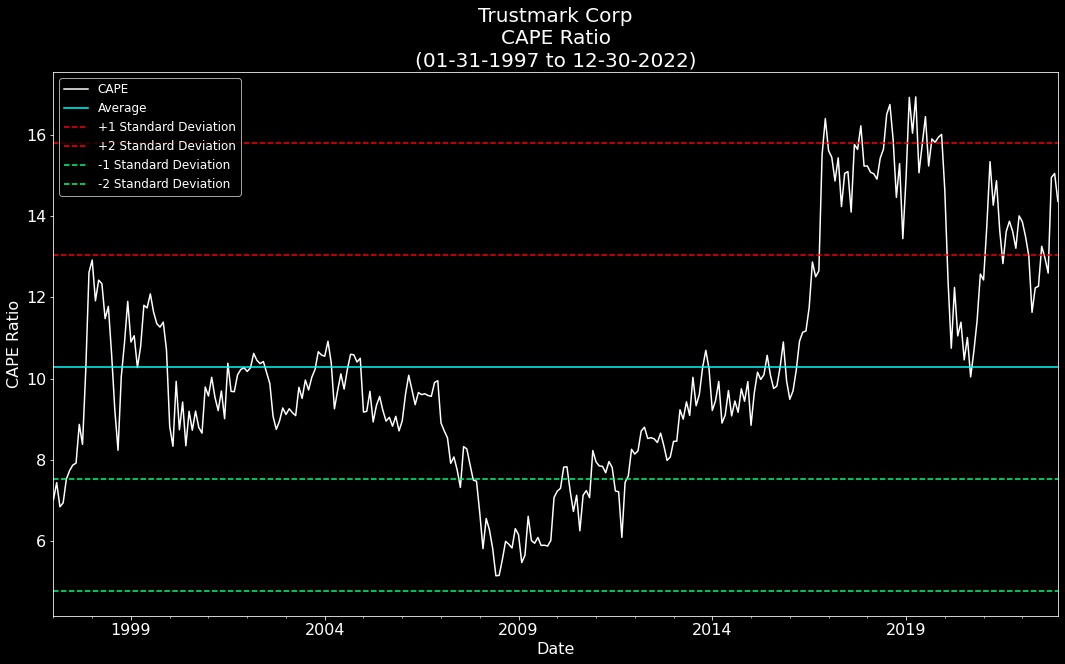 Trustmark Corp
CAPE Ratio
(01-31-1997 to 12-30-2022)
CAPE
Average
+1 Standard Deviation
+2 Standard Deviation
-1 Standard Deviation
-2 Standard Deviation
16
14
12
10
8
6
CAPE Ratio
1999
2004
2009
2014
2019
Date